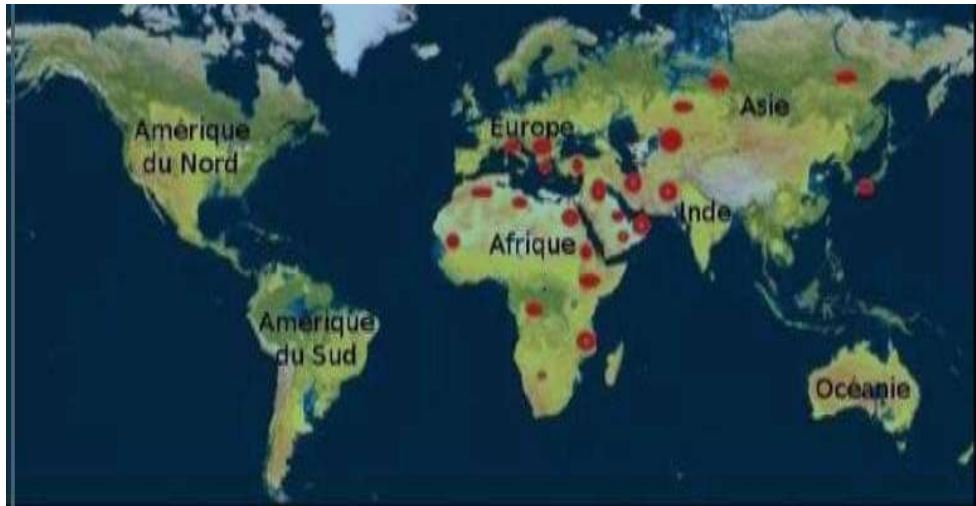 Amérique
du Nord
Europe
Asie
Inde
Afrique
Amérique
du Sud
Océanie